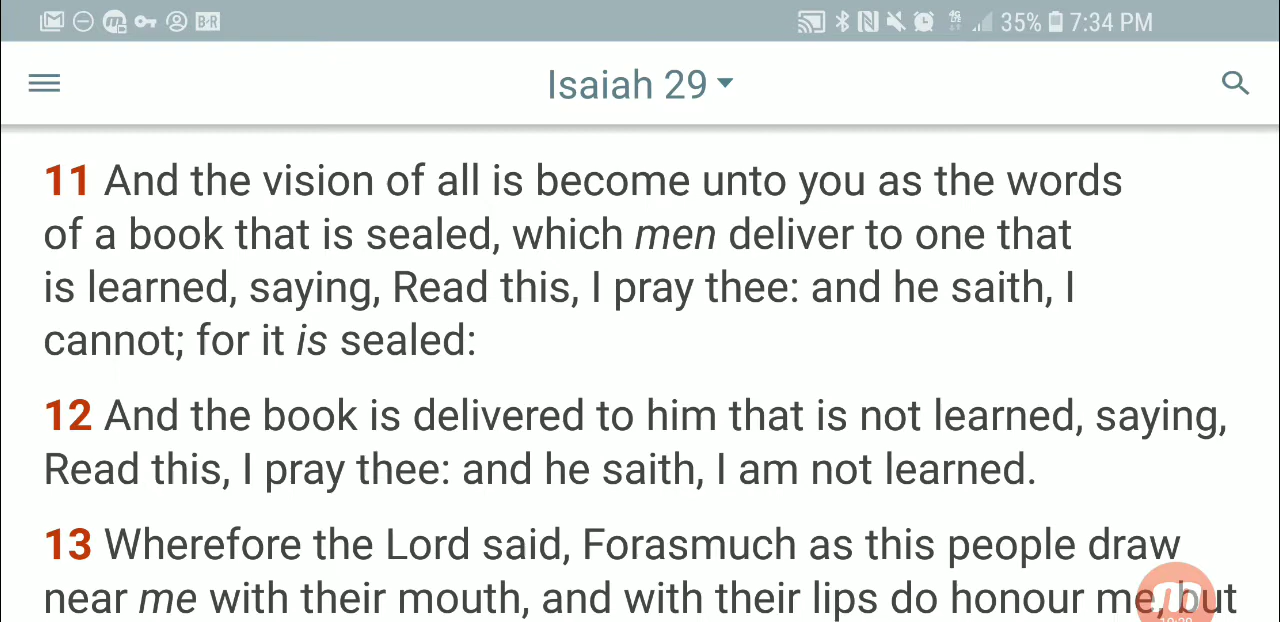 B·R 35% 7:34 PM
Isaiah 29
11 And the vision of all is become unto you as the words
of a book that is sealed, which men deliver to one that
is learned, saying, Read this, I pray thee: and he saith, I
cannot; for it is sealed:
12 And the book is delivered to him that is not learned, saying,
Read this, I pray thee: and he saith, I am not learned.
13 Wherefore the Lord said, Forasmuch as this people draw
near me with their mouth, and with their lips do honour me, but